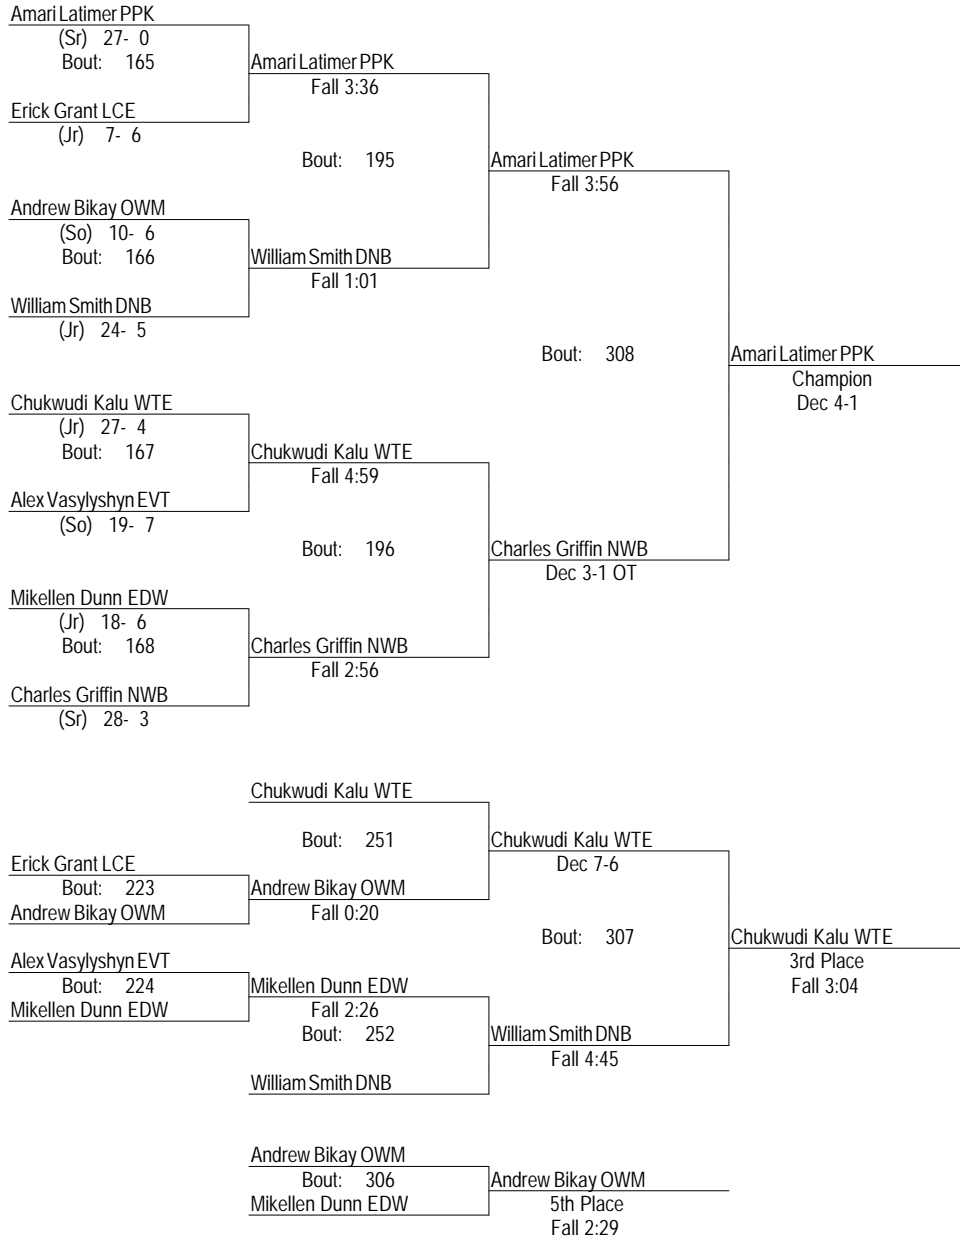 Amari Latimer PPK
(Sr) 27- 0
Bout: 165
Amari Latimer PPK
Fall 3:36
Erick Grant LCE
(Jr) 7- 6
Bout: 195
Amari Latimer PPK
Fall 3:56
Andrew Bikay OWM
(So) 10- 6
Bout: 166
William Smith DNB
Fall 1:01
William Smith DNB
(Jr) 24- 5
Bout: 308
Amari Latimer PPK
Champion
Dec 4-1
Chukwudi Kalu WTE
(Jr) 27- 4
Bout: 167
Chukwudi Kalu WTE
Fall 4:59
Alex Vasylyshyn EVT
(So) 19- 7
Bout: 196
Charles Griffin NWB
Dec 3-1 OT
Mikellen Dunn EDW
(Jr) 18- 6
Bout: 168
Charles Griffin NWB
Fall 2:56
Charles Griffin NWB
(Sr) 28- 3
Chukwudi Kalu WTE
Bout: 251
Chukwudi Kalu WTE
Dec 7-6
Erick Grant LCE
Bout: 223
Andrew Bikay OWM
Andrew Bikay OWM
Fall 0:20
Bout: 307
Chukwudi Kalu WTE
3rd Place
Fall 3:04
Alex Vasylyshyn EVT
Bout: 224
Mikellen Dunn EDW
Mikellen Dunn EDW
Fall 2:26
Bout: 252
William Smith DNB
Fall 4:45
William Smith DNB
Andrew Bikay OWM
Bout: 306
Mikellen Dunn EDW
Andrew Bikay OWM
5th Place
Fall 2:29